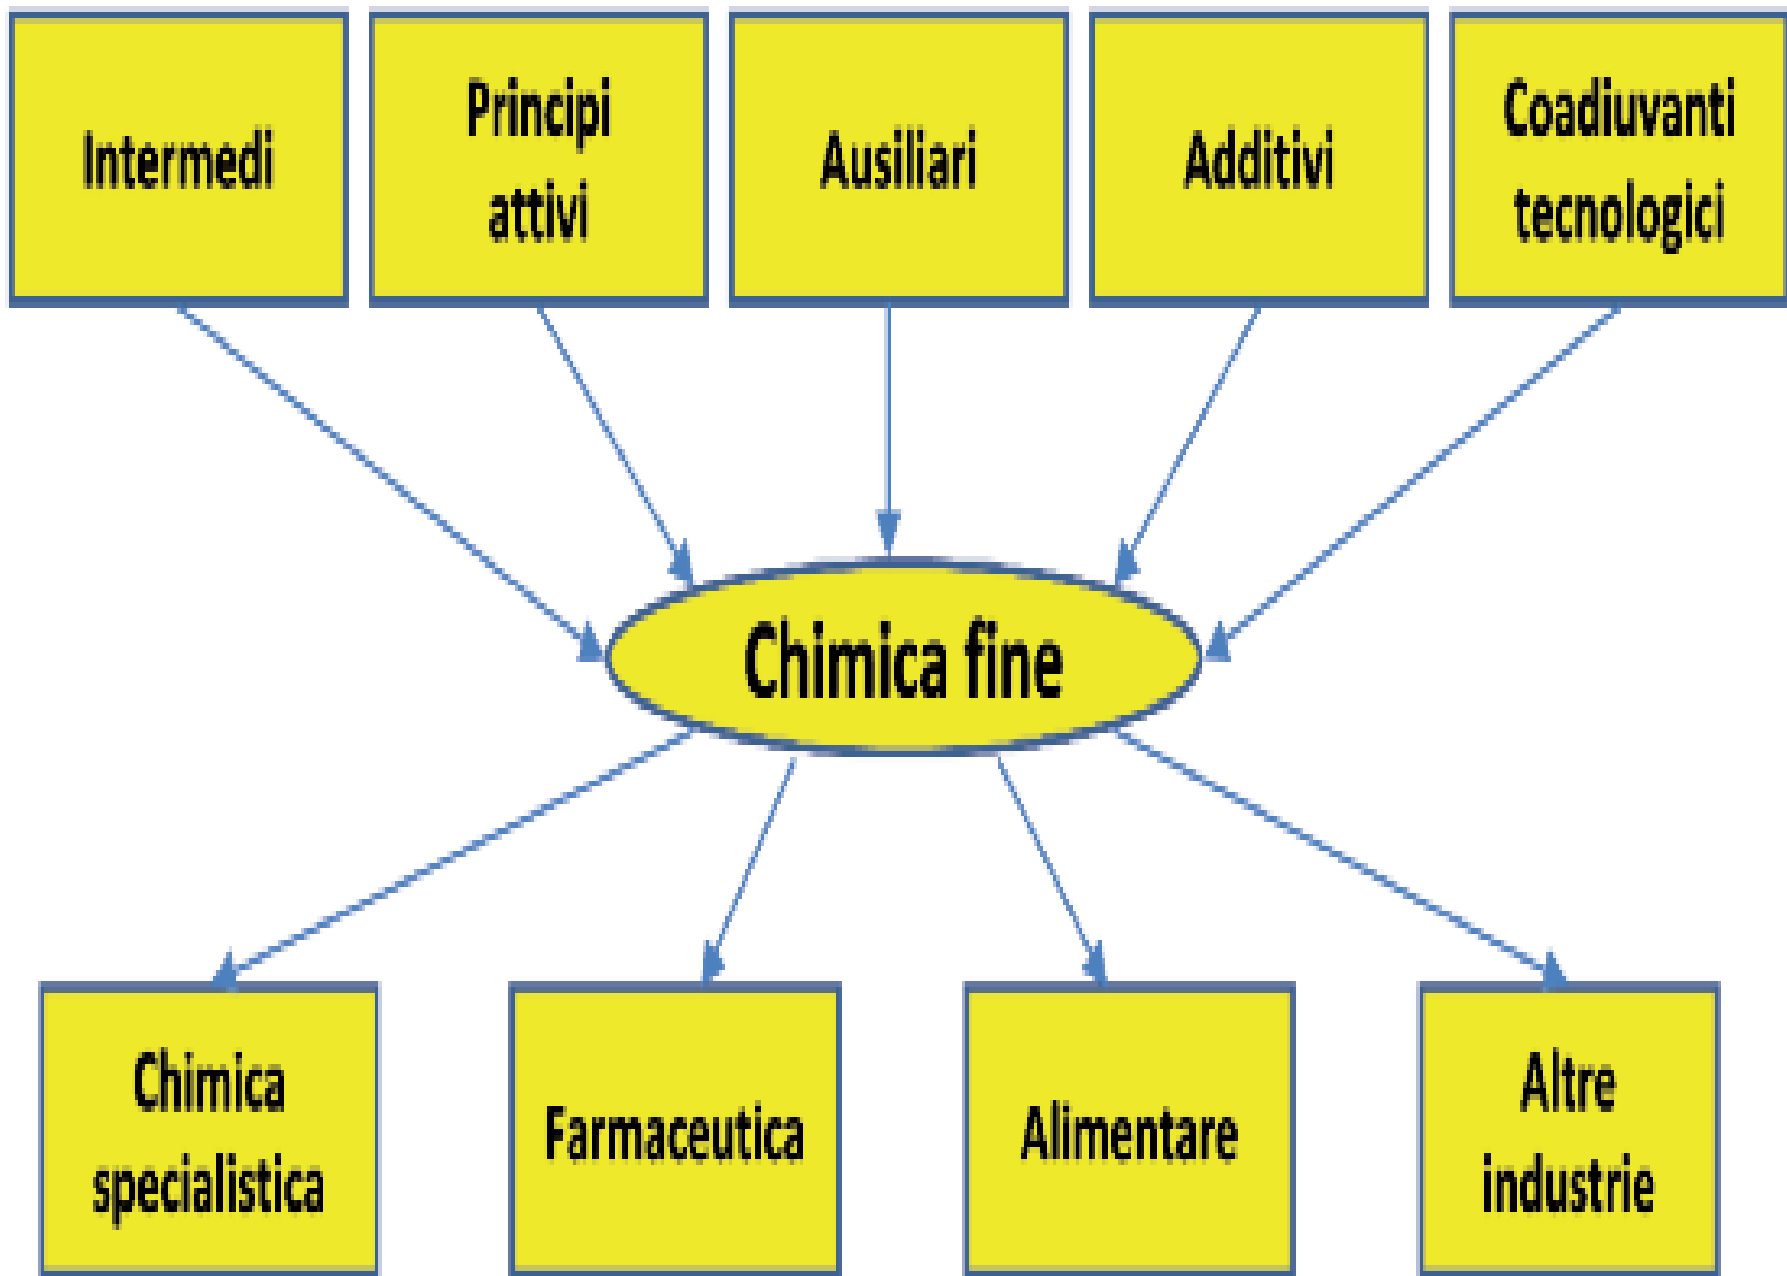 Intermedi
Principi
attivi
Ausiliari
Additivi
Coadiuvanti
tecnologici
Chimica fine
Chimica
specialistica
Farmaceutica
Alimentare
Altre
industrie